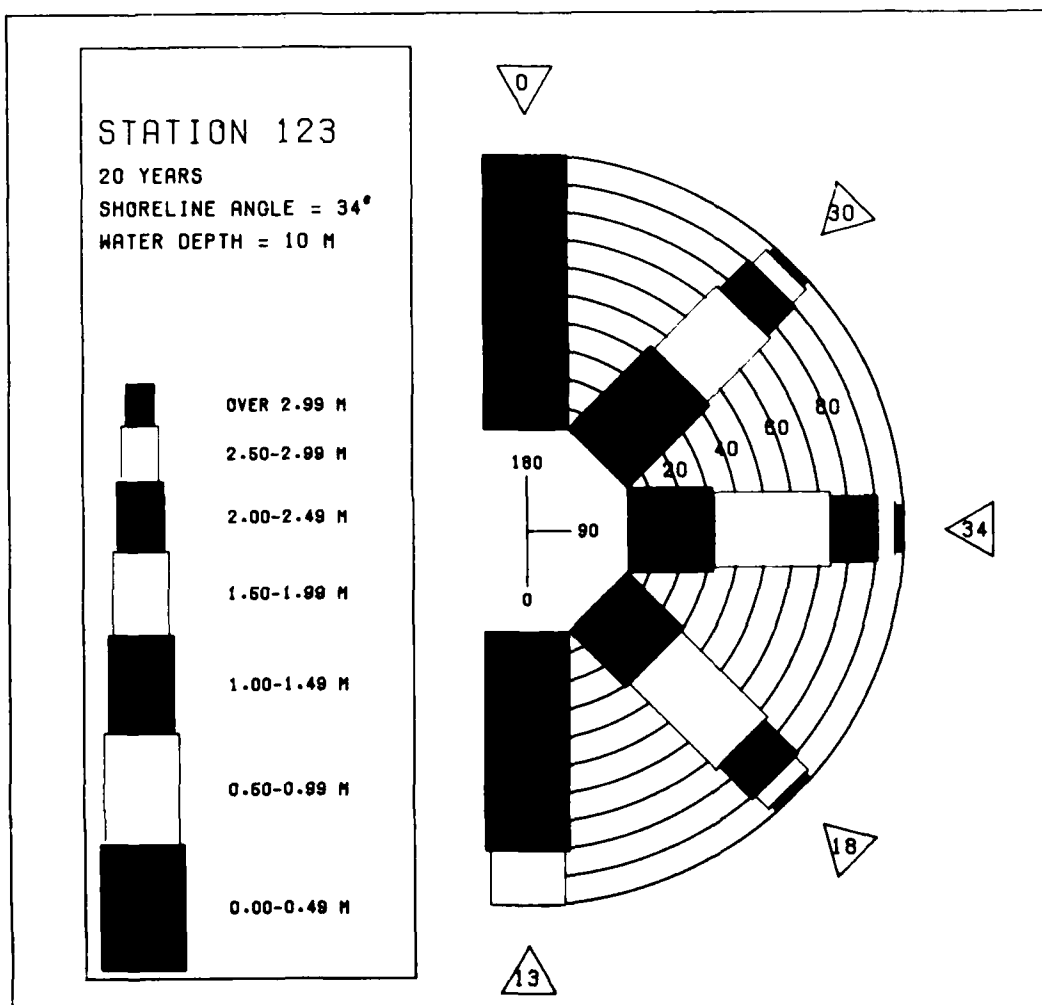 STATION 123
20 YEARS
SHORELINE ANGLE = 34°
WATER DEPTH = 10 M
OVER 2.99 M
2.50-2.99 M
2.00-2.49 M
1.50-1.99 M
1.00-1.49 M
0.50-0.99 M
0.00-0.49 M
0
30
80
60
40
20
180
90
0
34
18
13